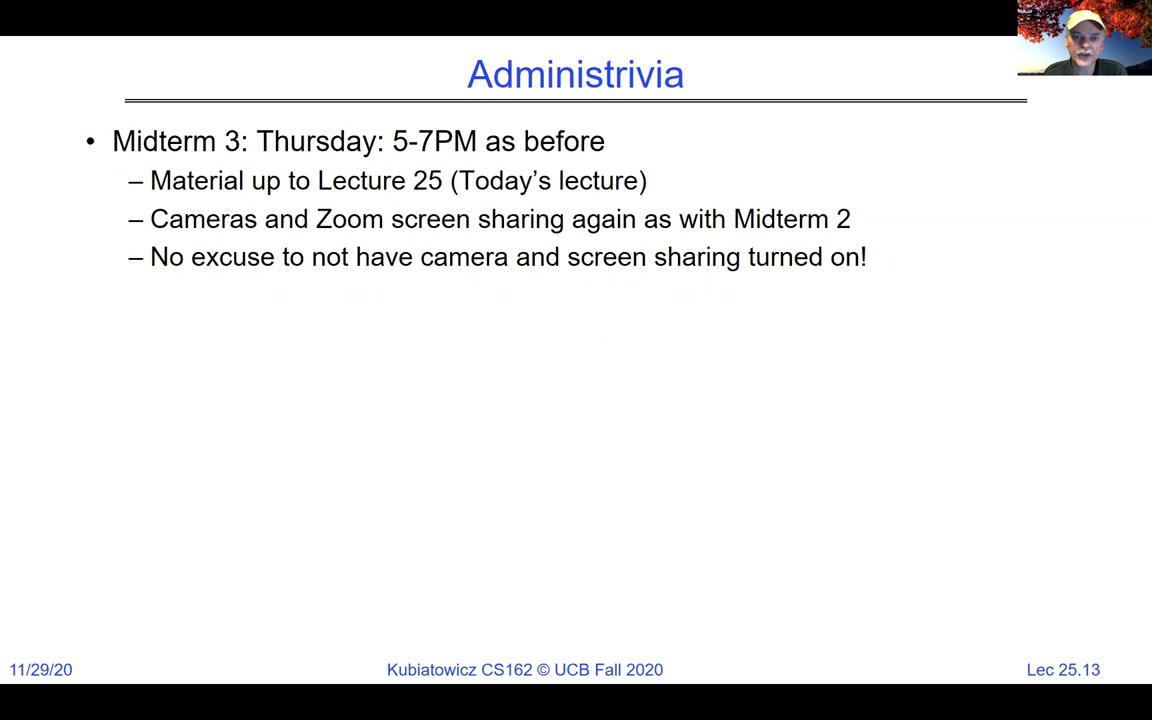 Administrivia
• Midterm 3: Thursday: 5-7PM as before
– Material up to Lecture 25 (Today’s lecture)
– Cameras and Zoom screen sharing again as with Midterm 2
– No excuse to not have camera and screen sharing turned on!
11/29/20 Kubiatowicz CS162 © UCB Fall 2020 Lec 25.13